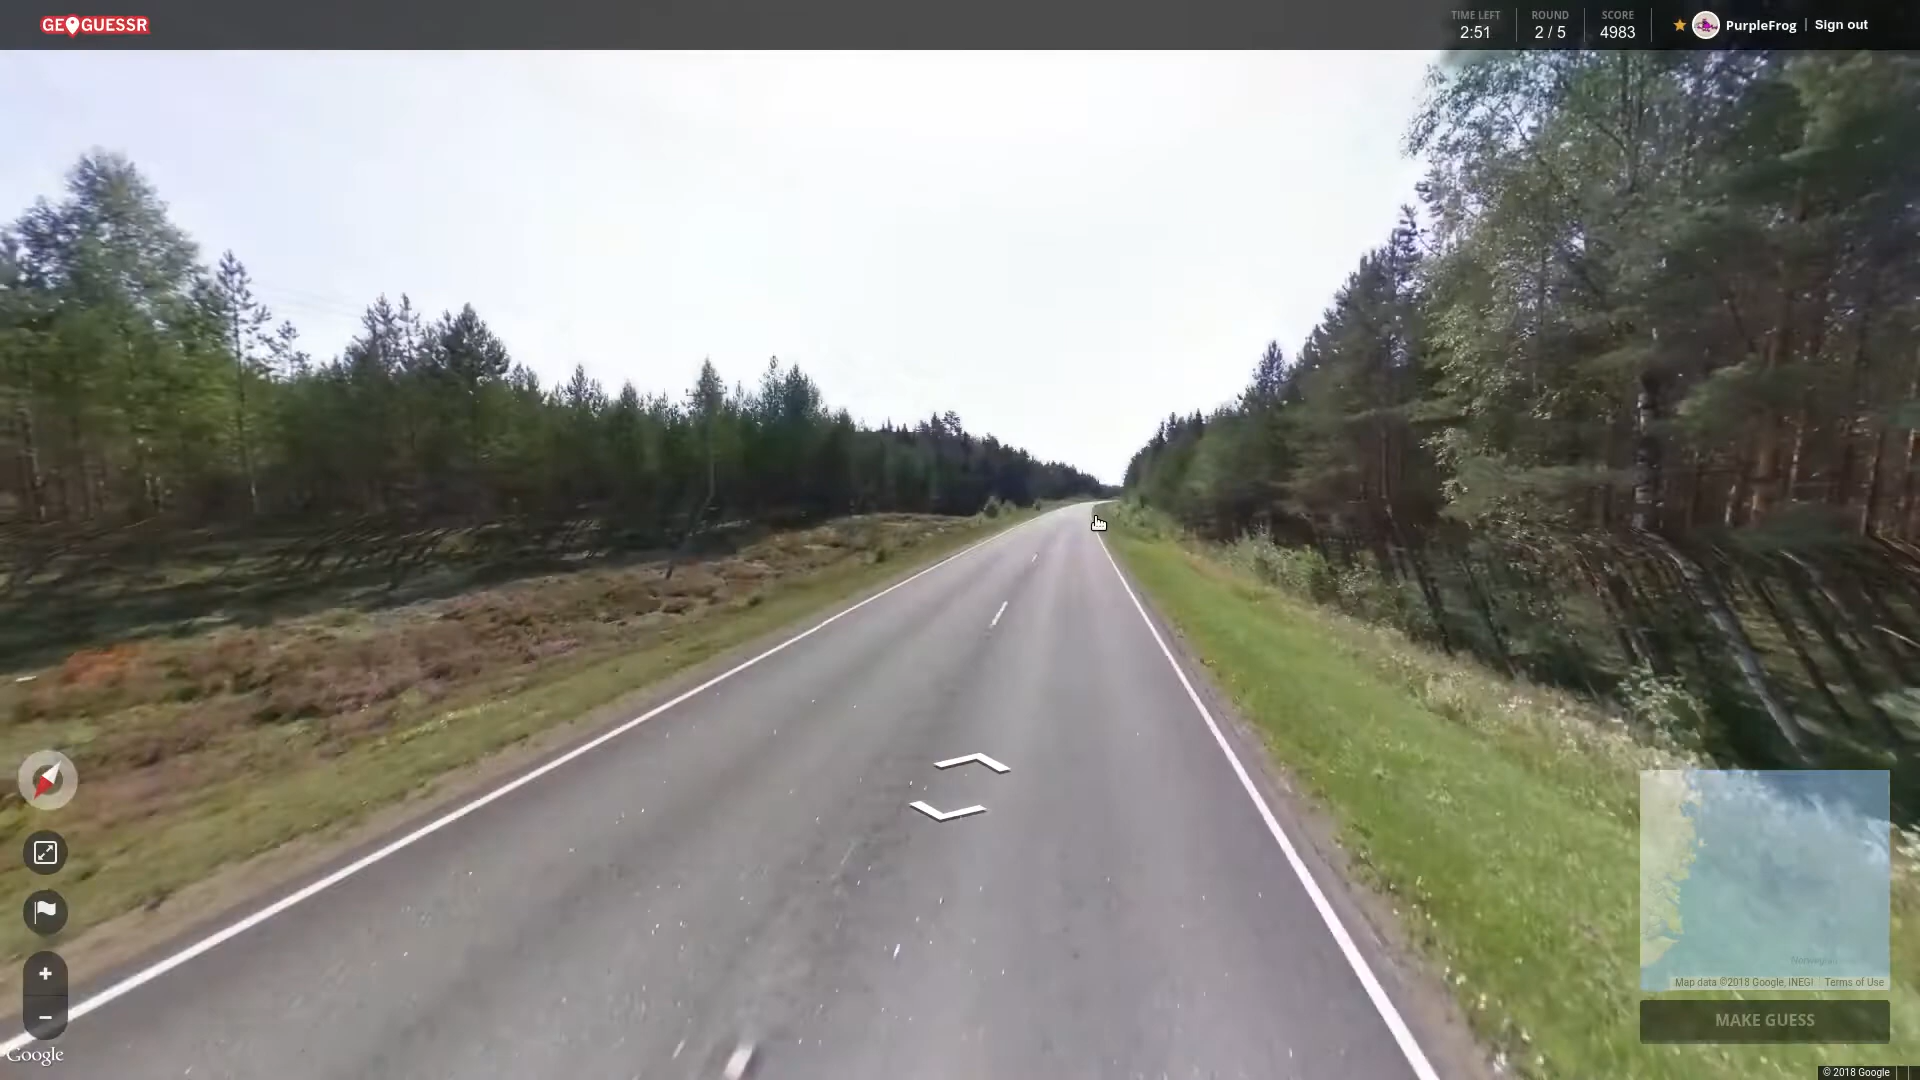 GEOGUESSR
TIME LEFT
2:51
ROUND
2 / 5
SCORE
4983
PurpleFrog
Sign out
Map data ©2018 Google, INEGI
Terms of Use
MAKE GUESS
Google
© 2018 Google